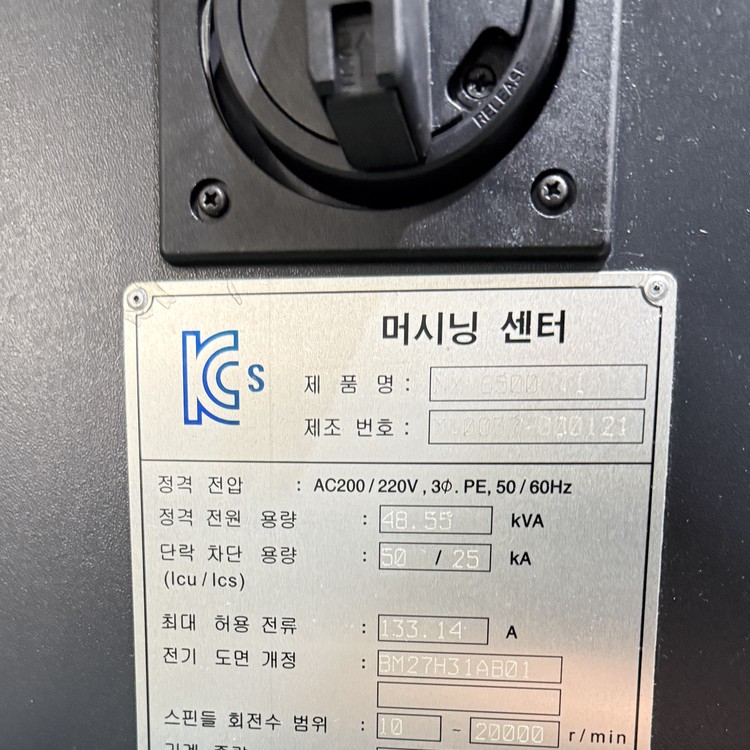 RELEASE
머시닝 센터
KCs
제 품 명 :
제조 번호 :
정격 전압 : AC200 / 220V , 3Φ. PE, 50 / 60Hz
정격 전원 용량 : 48.55 kVA
단락 차단 용량 : 50 / 25 kA
(Icu / Ics)
최대 허용 전류 : 133.14 A
전기 도면 개정 : BM27H31AB01
스핀들 회전수 범위 : 10 ~ 20000 r/min